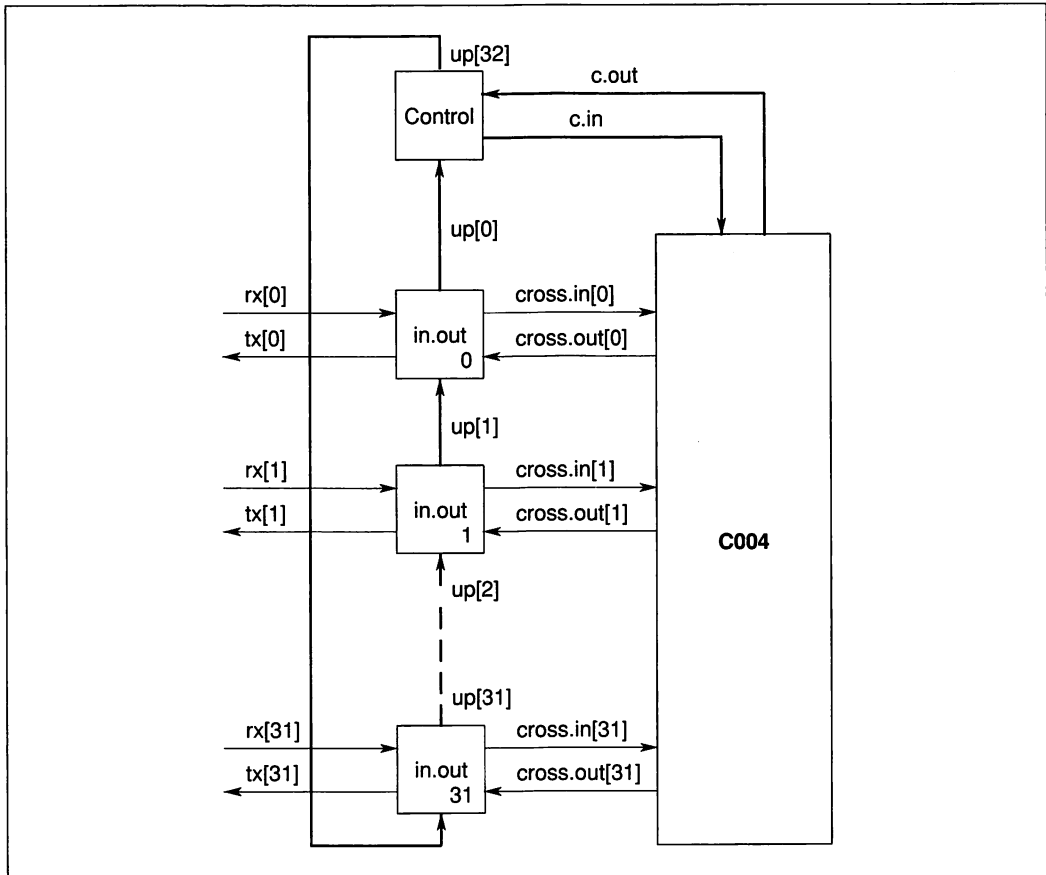 up[32]
c.out
Control
c.in
up[0]
rx[0]
cross.in[0]
in.out
0
tx[0]
cross.out[0]
up[1]
rx[1]
cross.in[1]
in.out
1
tx[1]
cross.out[1]
C004
up[2]
up[31]
rx[31]
cross.in[31]
in.out
31
tx[31]
cross.out[31]